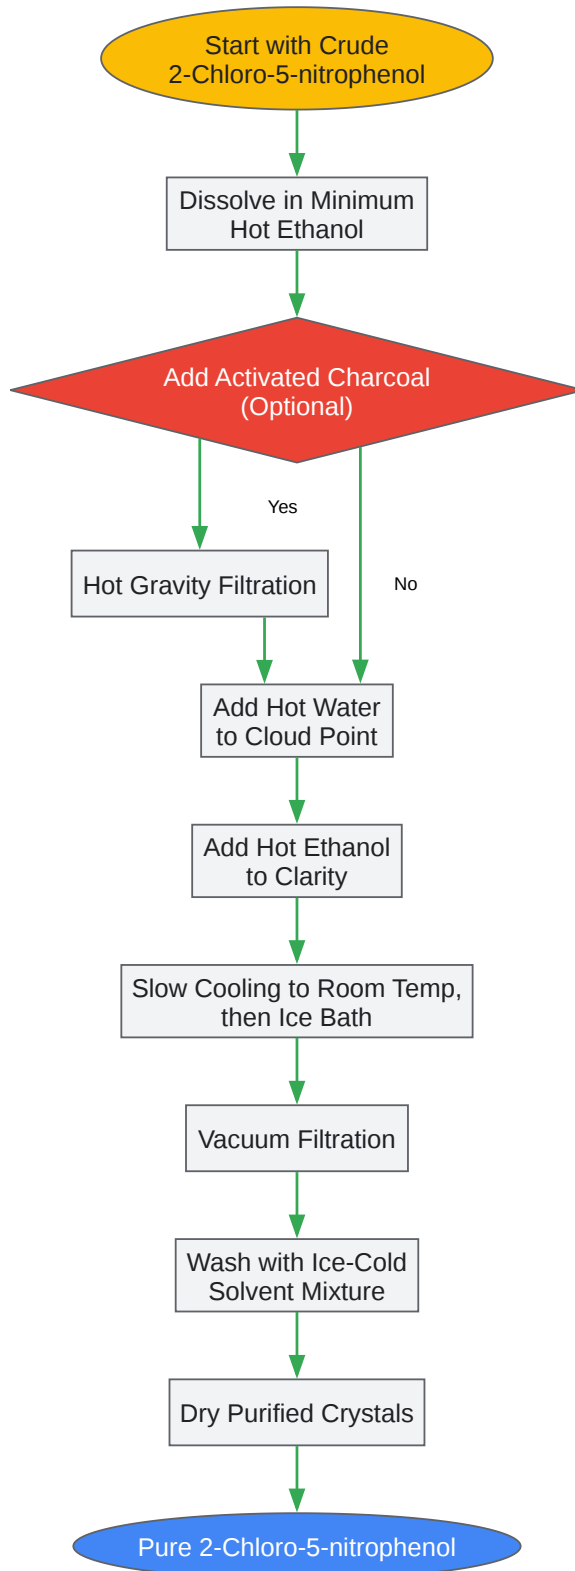 Start with Crude
2-Chloro-5-nitrophenol
Dissolve in Minimum
Hot Ethanol
Add Activated Charcoal
(Optional)
Yes
Hot Gravity Filtration
No
Add Hot Water
to Cloud Point
Add Hot Ethanol
to Clarity
Slow Cooling to Room Temp,
then Ice Bath
Vacuum Filtration
Wash with Ice-Cold
Solvent Mixture
Dry Purified Crystals
Pure 2-Chloro-5-nitrophenol